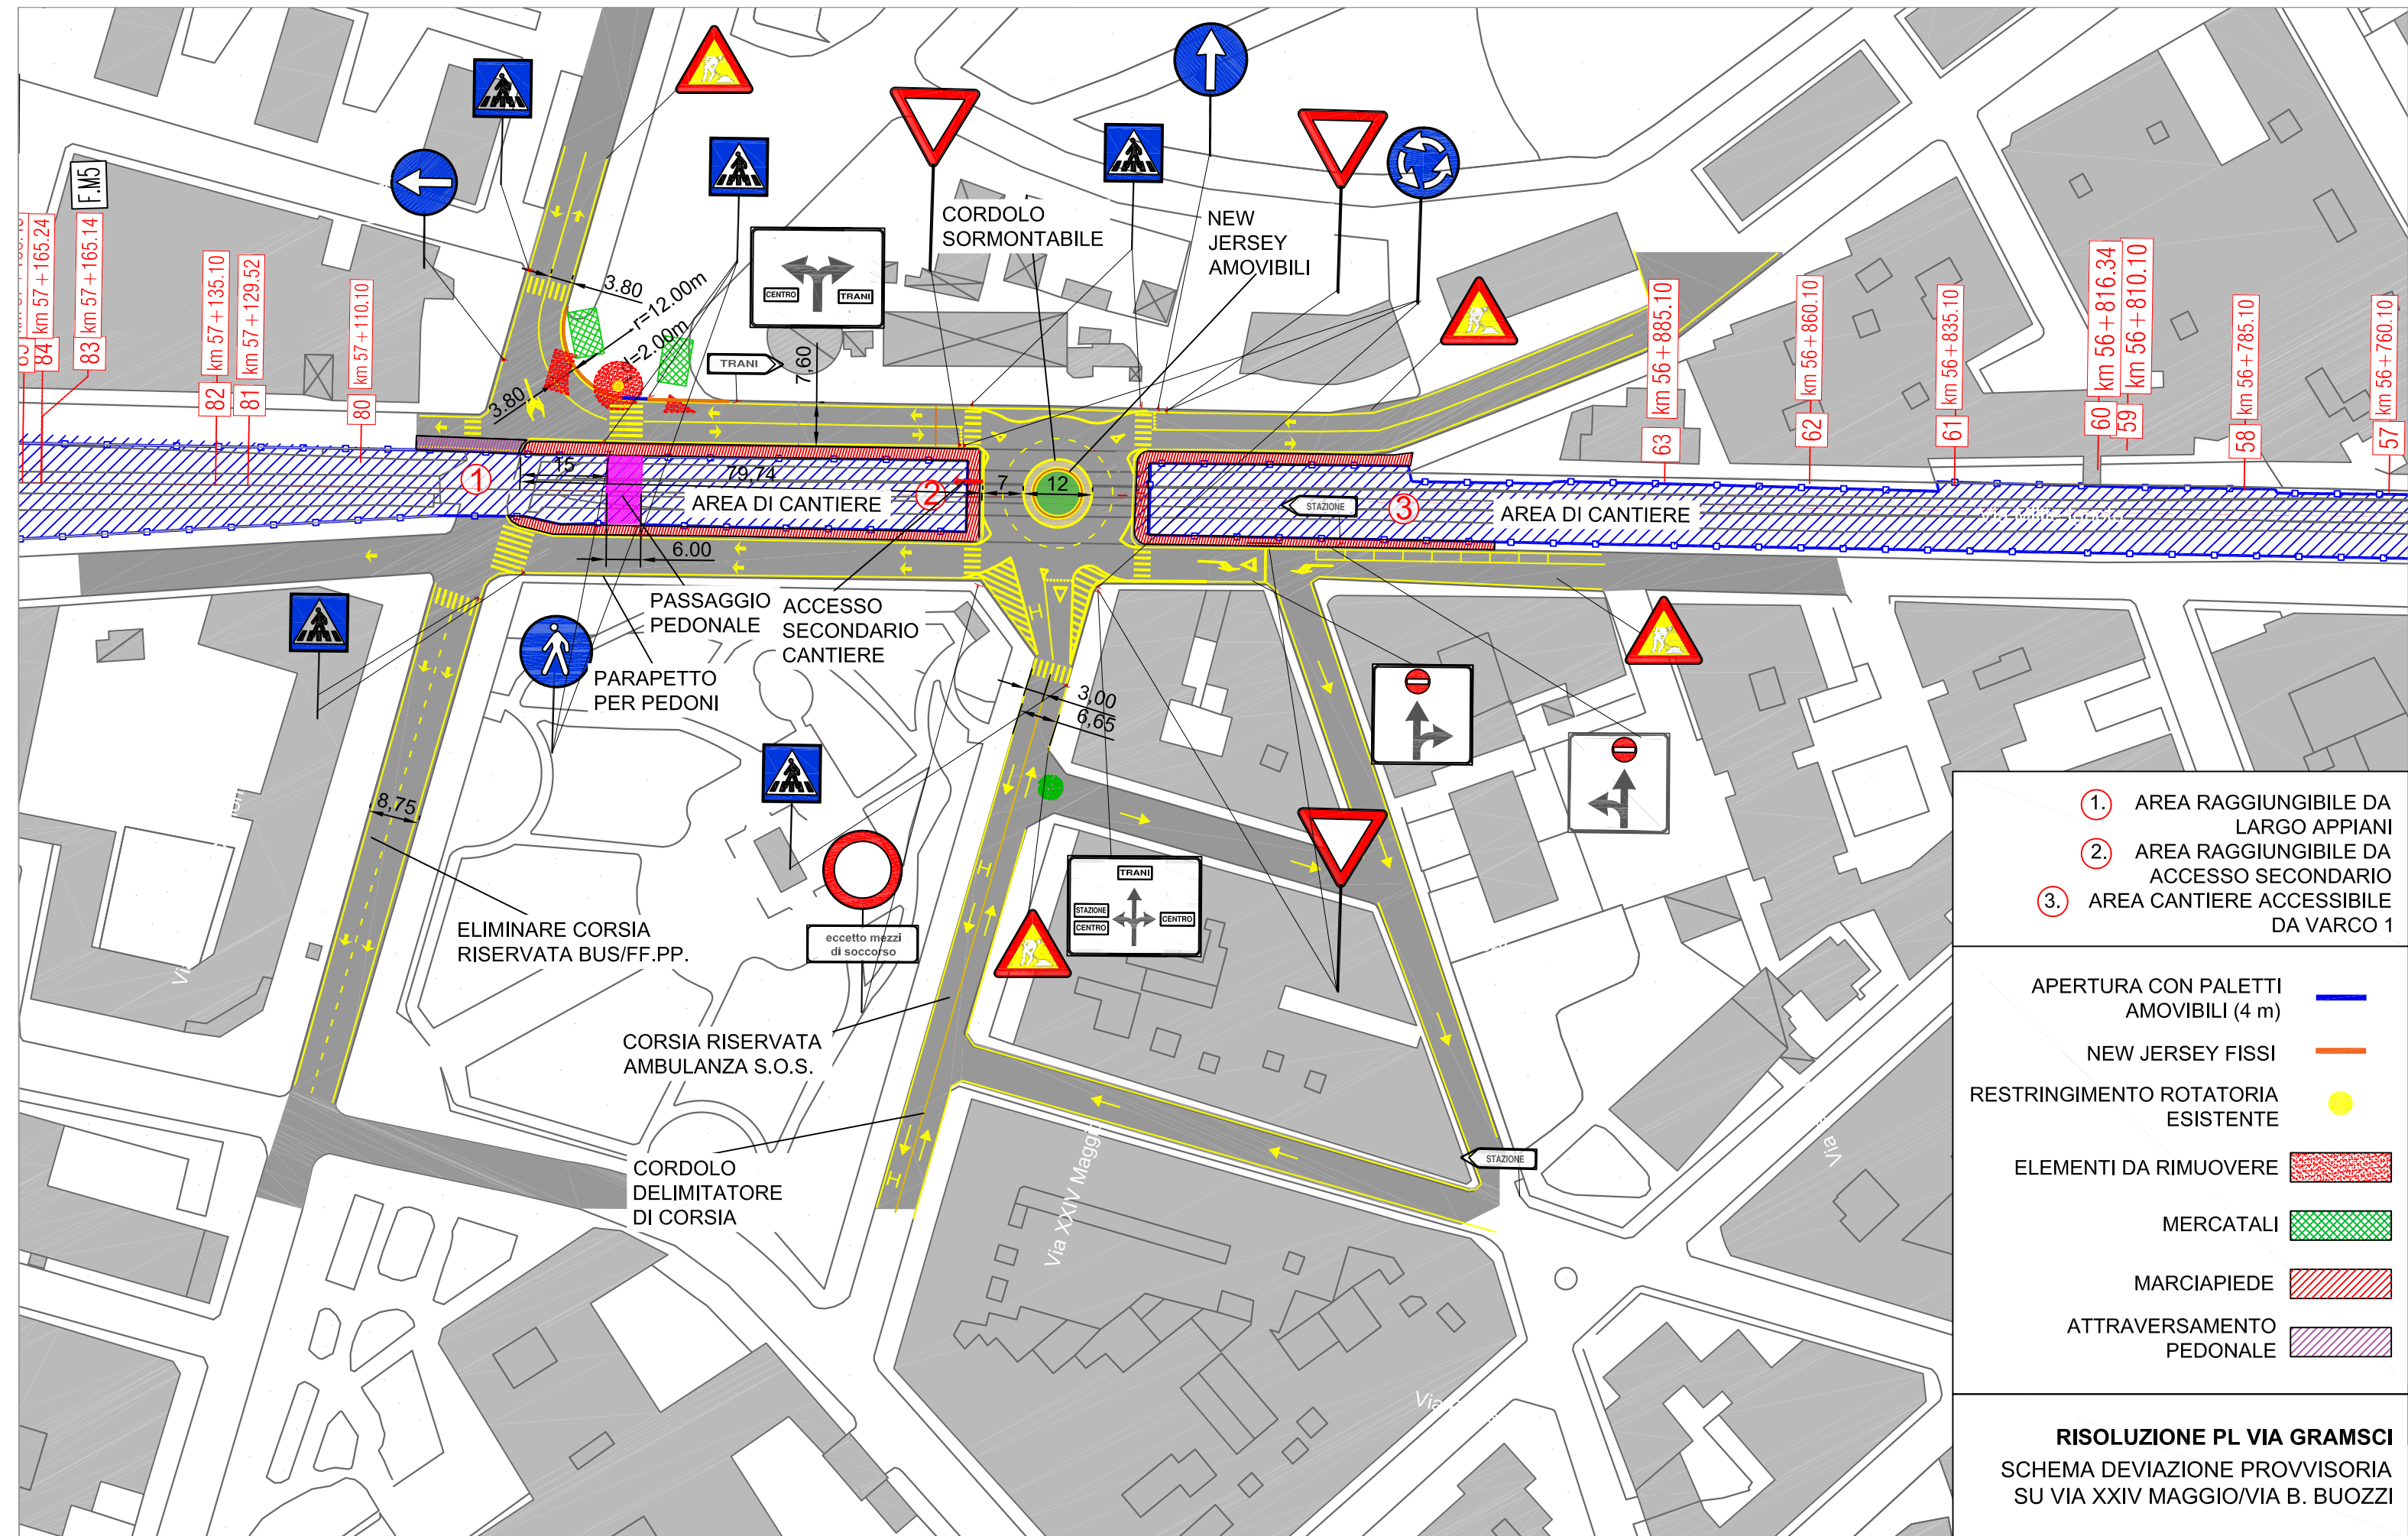 F.M5
km 57+165.24
84
km 57+165.14
83
km 57+135.10
82
km 57+129.52
81
km 57+110.10
80
3.80
r=12.00m
d=2.00m
3.80
CENTRO
TRANI
TRANI
7,60
CORDOLO
SORMONTABILE
NEW
JERSEY
AMOVIBILI
km 56+885.10
63
km 56+860.10
62
km 56+835.10
61
km 56+816.34
60
km 56+810.10
59
km 56+785.10
58
km 56+760.10
57
1
15
79,74
AREA DI CANTIERE
2
7
12
STAZIONE
3
AREA DI CANTIERE
6.00
PASSAGGIO
PEDONALE
ACCESSO
SECONDARIO
CANTIERE
PARAPETTO
PER PEDONI
3,00
6,65
8,75
ELIMINARE CORSIA
RISERVATA BUS/FF.PP.
eccetto mezzi
di soccorso
TRANI
STAZIONE
CENTRO
CENTRO
CORSIA RISERVATA
AMBULANZA S.O.S.
CORDOLO
DELIMITATORE
DI CORSIA
STAZIONE
Via XXIV Maggi
Via
1. AREA RAGGIUNGIBILE DA
LARGO APPIANI
2. AREA RAGGIUNGIBILE DA
ACCESSO SECONDARIO
3. AREA CANTIERE ACCESSIBILE
DA VARCO 1
APERTURA CON PALETTI
AMOVIBILI (4 m)
NEW JERSEY FISSI
RESTRINGIMENTO ROTATORIA
ESISTENTE
ELEMENTI DA RIMUOVERE
MERCATALI
MARCIAPIEDE
ATTRAVERSAMENTO
PEDONALE
RISOLUZIONE PL VIA GRAMSCI
SCHEMA DEVIAZIONE PROVVISORIA
SU VIA XXIV MAGGIO/VIA B. BUOZZI